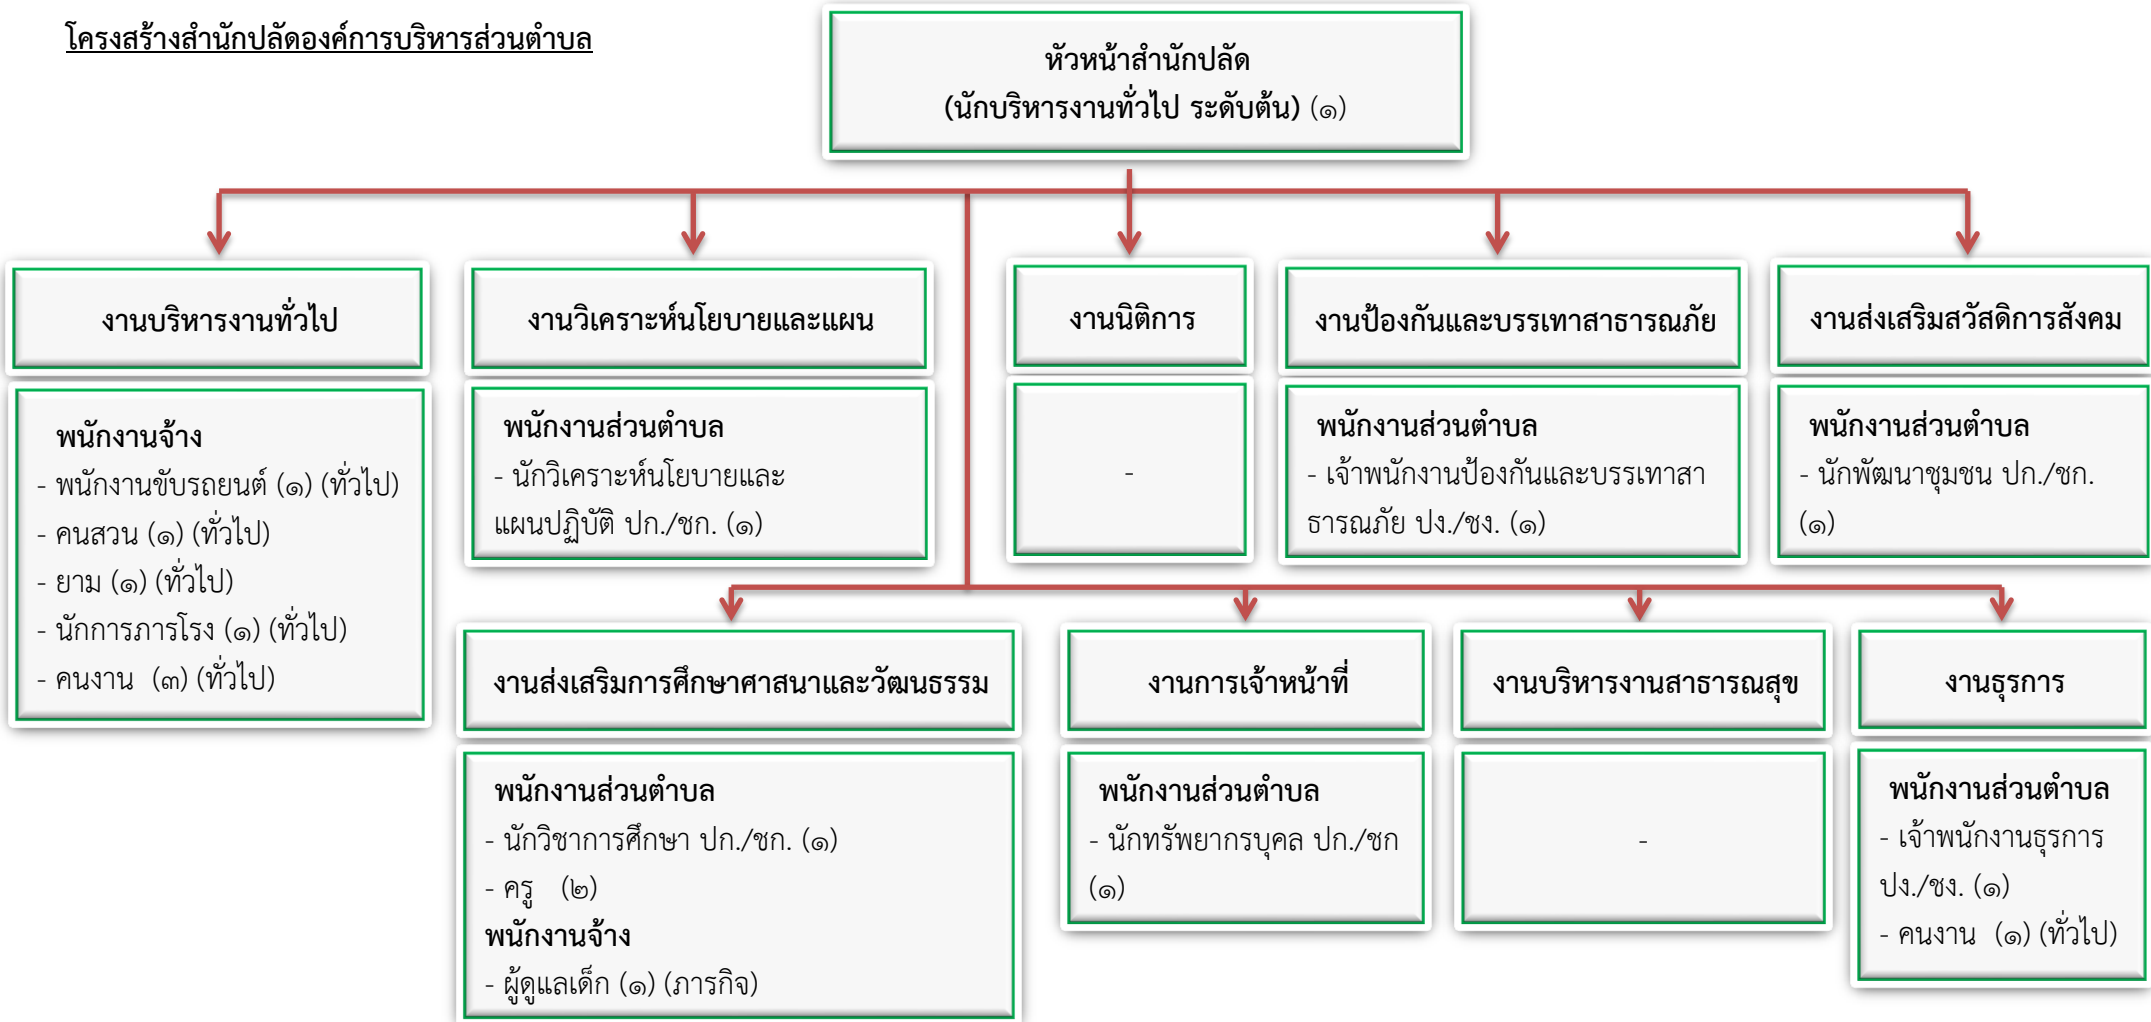 โครงสร้างสำนักปลัดองค์การบริหารส่วนตำบล
หัวหน้าสำนักปลัด
(นักบริหารงานทั่วไป ระดับต้น) (๑)
งานบริหารงานทั่วไป
พนักงานจ้าง
- พนักงานขับรถยนต์ (๑) (ทั่วไป)
- คนสวน (๑) (ทั่วไป)
- ยาม (๑) (ทั่วไป)
- นักการภารโรง (๑) (ทั่วไป)
- คนงาน (๓) (ทั่วไป)
งานวิเคราะห์นโยบายและแผน
พนักงานส่วนตำบล
- นักวิเคราะห์นโยบายและ
แผนปฏิบัติ ปก./ชก. (๑)
งานนิติการ
-
งานป้องกันและบรรเทาสาธารณภัย
พนักงานส่วนตำบล
- เจ้าพนักงานป้องกันและบรรเทาสา
ธารณภัย ปง./ชง. (๑)
งานส่งเสริมสวัสดิการสังคม
พนักงานส่วนตำบล
- นักพัฒนาชุมชน ปก./ชก.
(๑)
งานส่งเสริมการศึกษาศาสนาและวัฒนธรรม
พนักงานส่วนตำบล
- นักวิชาการศึกษา ปก./ชก. (๑)
- ครู (๒)
พนักงานจ้าง
- ผู้ดูแลเด็ก (๑) (ภารกิจ)
งานการเจ้าหน้าที่
พนักงานส่วนตำบล
- นักทรัพยากรบุคล ปก./ชก
(๑)
งานบริหารงานสาธารณสุข
-
งานธุรการ
พนักงานส่วนตำบล
- เจ้าพนักงานธุรการ
ปง./ชง. (๑)
- คนงาน (๑) (ทั่วไป)